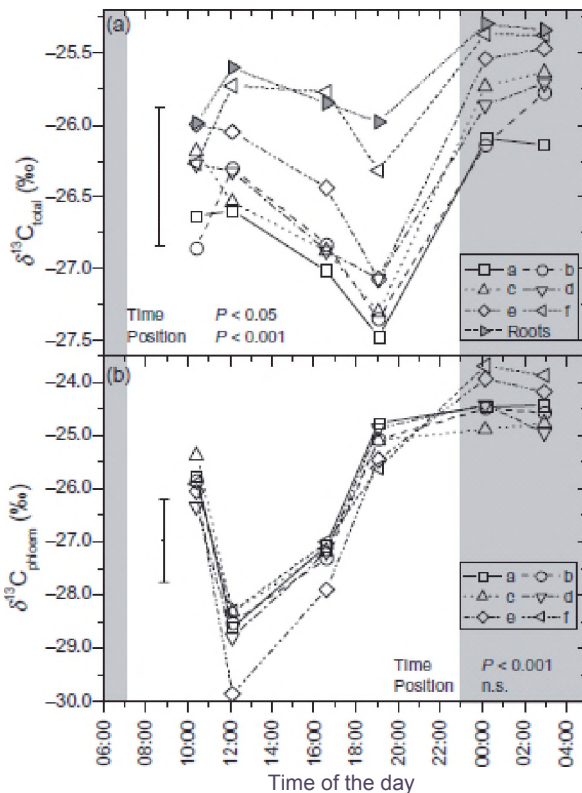 (a)
−25.5
−26.0
−26.5
−27.0
−27.5
δ¹³C_total (‰)
Time P < 0.05
Position P < 0.001
a b
c d
e f
Roots
(b)
−24.0
−25.0
−26.0
−27.0
−28.0
−29.0
−30.0
δ¹³C_phloem (‰)
a b
c d
e f
Time P < 0.001
Position n.s.
06:00 08:00 10:00 12:00 14:00 16:00 18:00 20:00 22:00 00:00 02:00 04:00
Time of the day